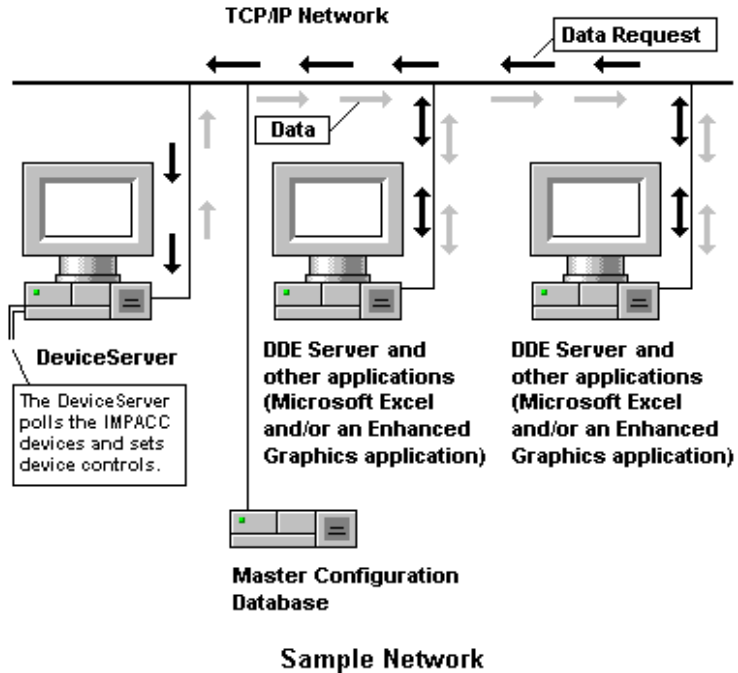 TCP/IP Network
Data Request
Data
DeviceServer
The DeviceServer
polls the IMPACC
devices and sets
device controls.
DDE Server and
other applications
(Microsoft Excel
and/or an Enhanced
Graphics application)
DDE Server and
other applications
(Microsoft Excel
and/or an Enhanced
Graphics application)
Master Configuration
Database
Sample Network